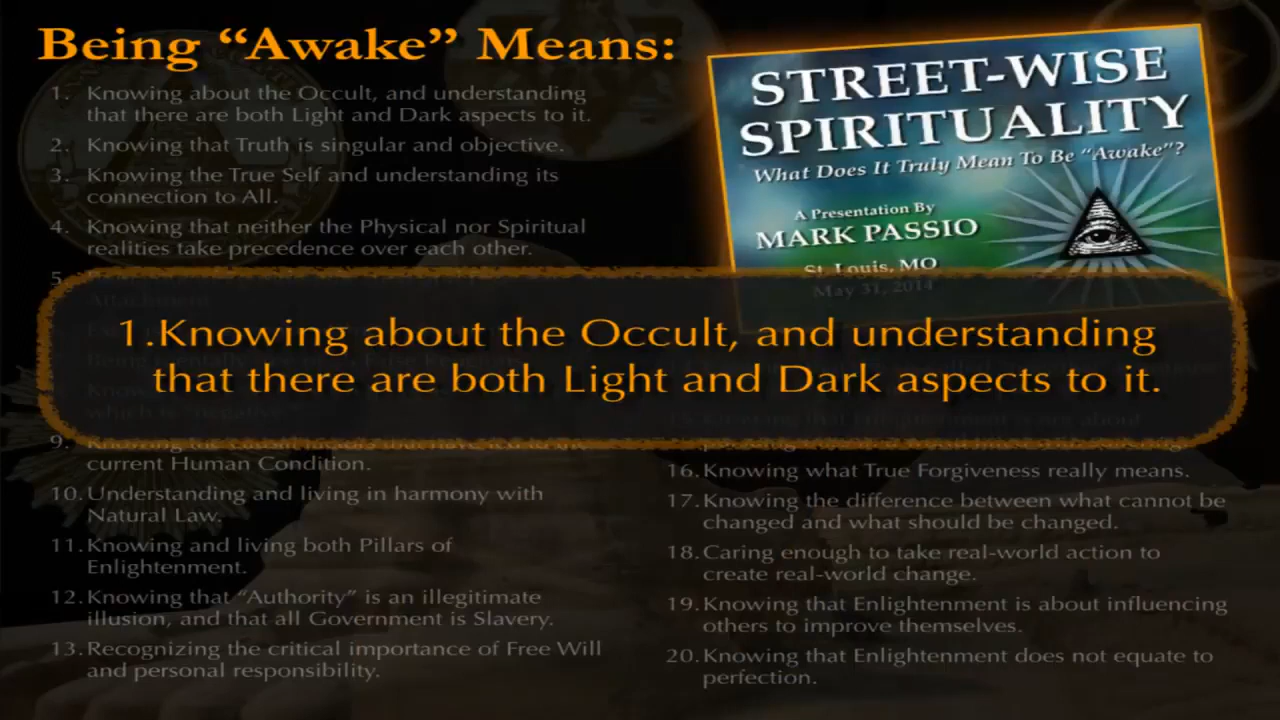 Being “Awake” Means:
1. Knowing about the Occult, and understanding
that there are both Light and Dark aspects to it.
2. Knowing that Truth is singular and objective.
3. Knowing the True Self and understanding its
connection to All.
4. Knowing that neither the Physical nor Spiritual
realities take precedence over each other.
5.
Attachment
STREET-WISE
SPIRITUALITY
What Does It Truly Mean To Be “Awake”?
A Presentation By
MARK PASSIO
St. Louis, MO
May 31, 2014
1.Knowing about the Occult, and understanding
that there are both Light and Dark aspects to it.
9.
current Human Condition.
10. Understanding and living in harmony with
Natural Law.
11. Knowing and living both Pillars of
Enlightenment.
12. Knowing that “Authority” is an illegitimate
illusion, and that all Government is Slavery.
13. Recognizing the critical importance of Free Will
and personal responsibility.
16. Knowing what True Forgiveness really means.
17. Knowing the difference between what cannot be
changed and what should be changed.
18. Caring enough to take real-world action to
create real-world change.
19. Knowing that Enlightenment is about influencing
others to improve themselves.
20. Knowing that Enlightenment does not equate to
perfection.